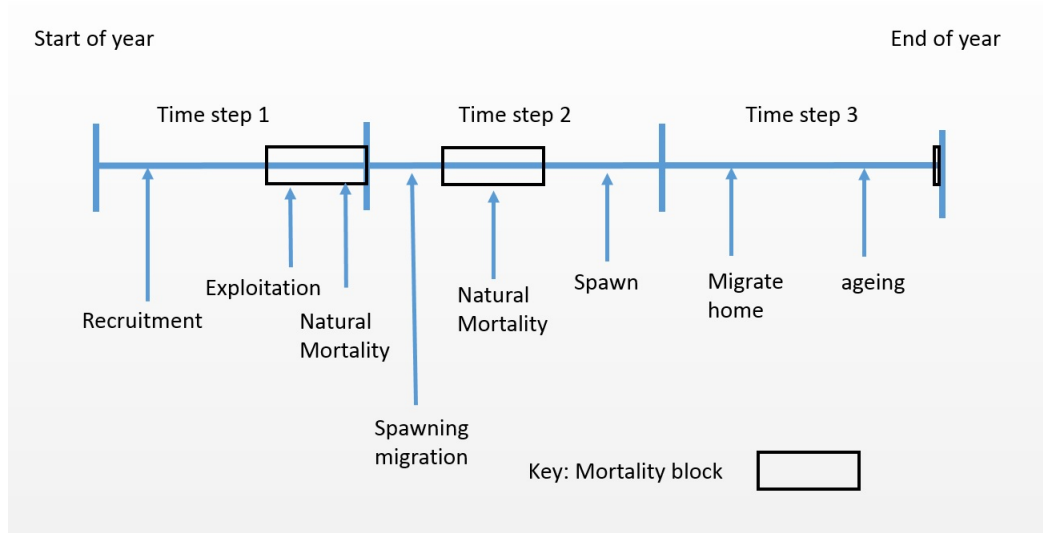 Start of year
End of year
Time step 1
Time step 2
Time step 3
Recruitment
Exploitation
Natural
Mortality
Spawning
migration
Natural
Mortality
Spawn
Migrate
home
ageing
Key: Mortality block